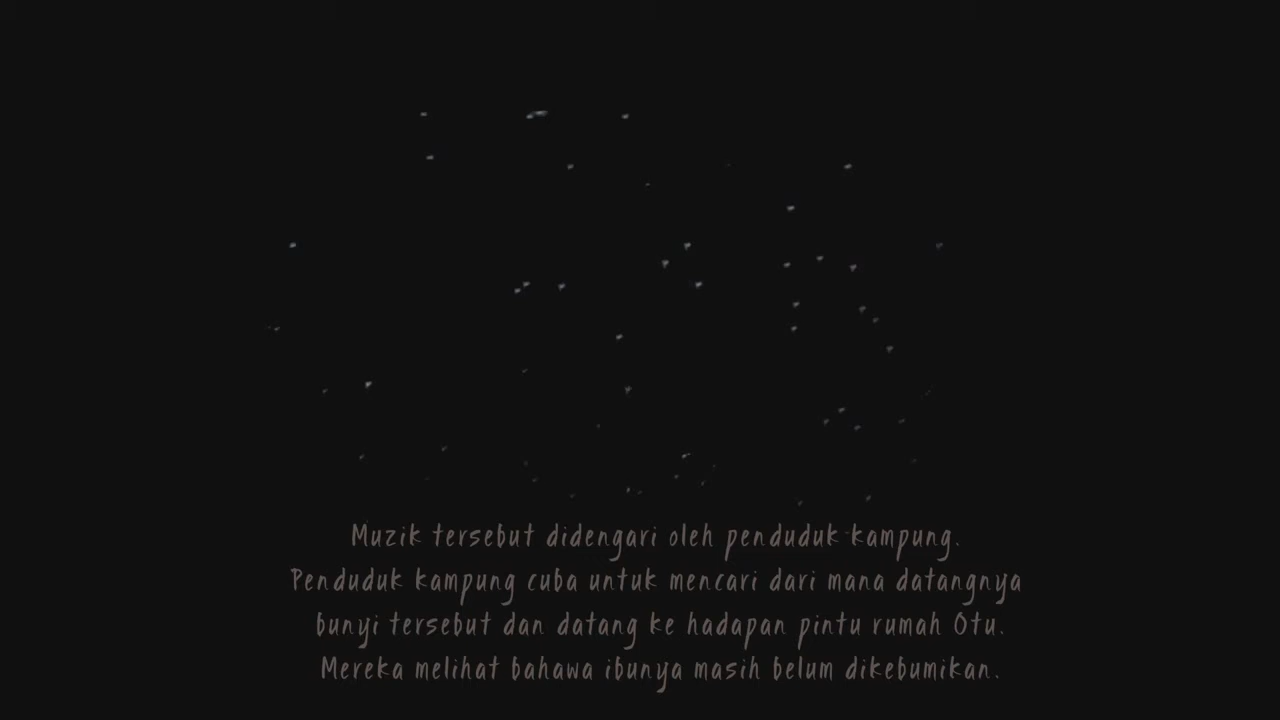 Muzik tersebut didengari oleh penduduk kampung.
Penduduk kampung cuba untuk mencari dari mana datangnya
bunyi tersebut dan datang ke hadapan pintu rumah Otu.
Mereka melihat bahawa ibunya masih belum dikebumikan.